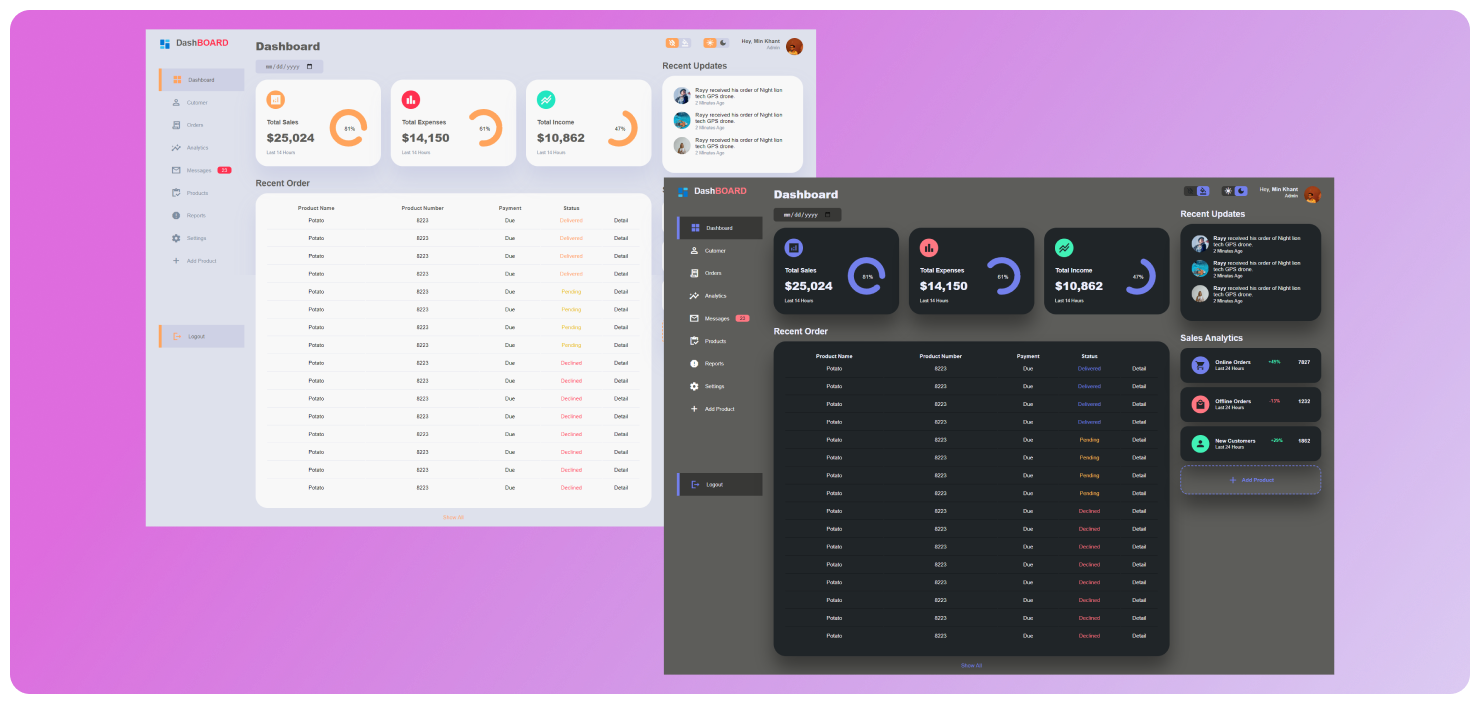 DashBOARD
Dashboard
Cutomer
Orders
Analytics
Messages 23
Products
Reports
Settings
Add Product
Logout
Dashboard
mm/dd/yyyy
Total Sales
$25,024
Last 14 Hours
81%
Total Expenses
$14,150
Last 14 Hours
61%
Total Income
$10,862
Last 14 Hours
47%
Recent Order
Product Name Product Number Payment Status
Potato 8223 Due Delivered Detail
Potato 8223 Due Delivered Detail
Potato 8223 Due Delivered Detail
Potato 8223 Due Delivered Detail
Potato 8223 Due Pending Detail
Potato 8223 Due Pending Detail
Potato 8223 Due Pending Detail
Potato 8223 Due Pending Detail
Potato 8223 Due Declined Detail
Potato 8223 Due Declined Detail
Potato 8223 Due Declined Detail
Potato 8223 Due Declined Detail
Potato 8223 Due Declined Detail
Potato 8223 Due Declined Detail
Potato 8223 Due Declined Detail
Potato 8223 Due Declined Detail
Show All
Hey, Min Khant
Admin
Recent Updates
Rayy received his order of Night lion
tech GPS drone.
2 Minutes Ago
Rayy received his order of Night lion
tech GPS drone.
2 Minutes Ago
Rayy received his order of Night lion
tech GPS drone.
2 Minutes Ago
DashBOARD
Dashboard
Cutomer
Orders
Analytics
Messages 23
Products
Reports
Settings
Add Product
Logout
Dashboard
mm/dd/yyyy
Total Sales
$25,024
Last 14 Hours
81%
Total Expenses
$14,150
Last 14 Hours
61%
Total Income
$10,862
Last 14 Hours
47%
Recent Order
Product Name Product Number Payment Status
Potato 8223 Due Delivered Detail
Potato 8223 Due Delivered Detail
Potato 8223 Due Delivered Detail
Potato 8223 Due Delivered Detail
Potato 8223 Due Pending Detail
Potato 8223 Due Pending Detail
Potato 8223 Due Pending Detail
Potato 8223 Due Pending Detail
Potato 8223 Due Declined Detail
Potato 8223 Due Declined Detail
Potato 8223 Due Declined Detail
Potato 8223 Due Declined Detail
Potato 8223 Due Declined Detail
Potato 8223 Due Declined Detail
Potato 8223 Due Declined Detail
Potato 8223 Due Declined Detail
Show All
Hey, Min Khant
Admin
Recent Updates
Rayy received his order of Night lion
tech GPS drone.
2 Minutes Ago
Rayy received his order of Night lion
tech GPS drone.
2 Minutes Ago
Rayy received his order of Night lion
tech GPS drone.
2 Minutes Ago
Sales Analytics
Online Orders +49% 7827
Last 24 Hours
Offline Orders 1232
Last 24 Hours
New Customers +29%
Last 24 Hours
Add Product